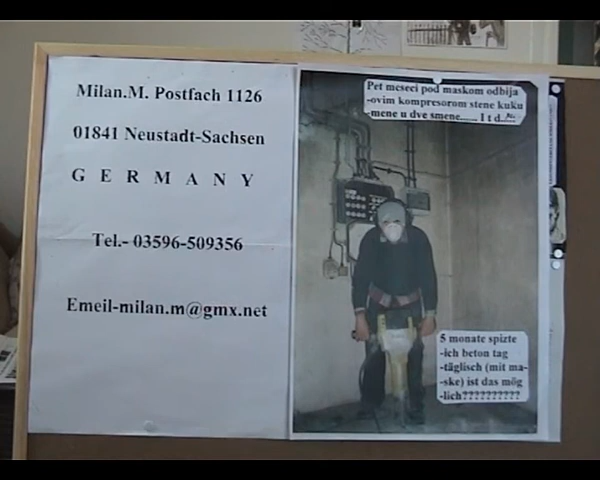 Milan.M. Postfach 1126
01841 Neustadt-Sachsen
G E R M A N Y
Tel.- 03596-509356
Emeil-milan.m@gmx.net
Pet meseci pod maskom odbija
-ovim kompresorom stene kuku
-mene u dve smene...... I t d..
5 monate spizte
-ich beton tag
-täglisch (mit ma-
-ske) ist das mög
-lich??????????